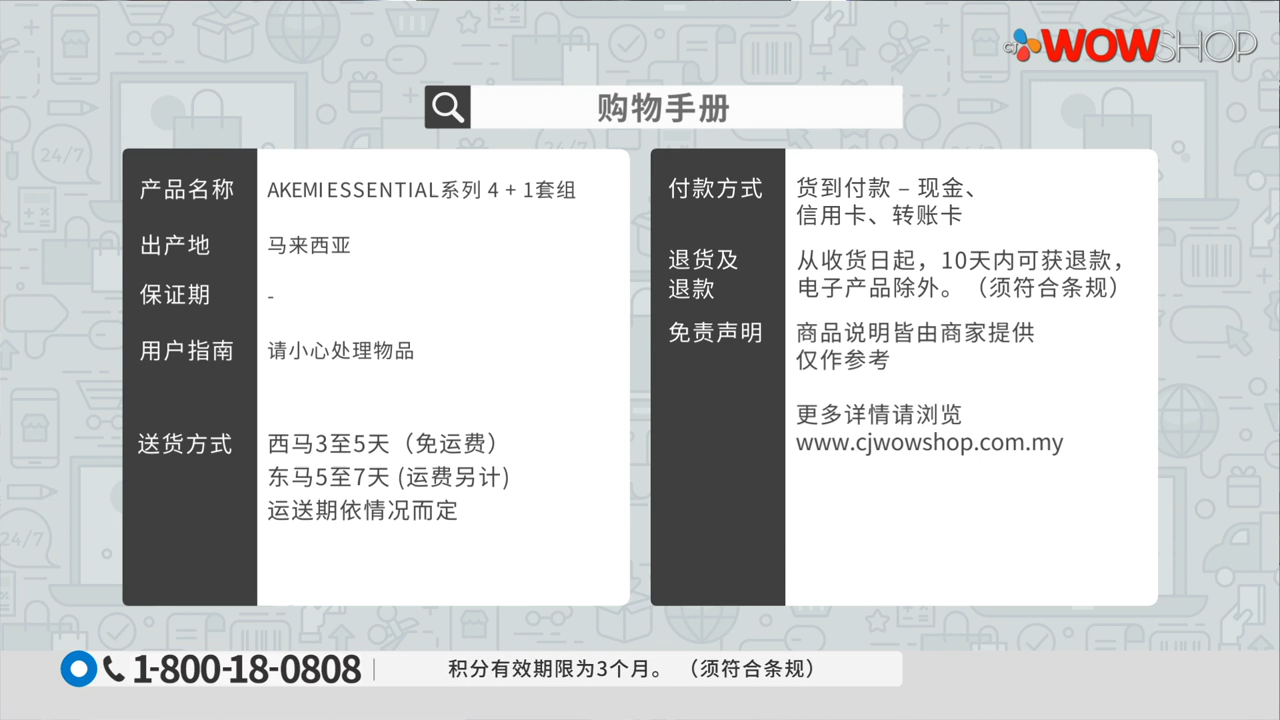 CJ WOWSHOP
购物手册
产品名称 AKEMI ESSENTIAL系列 4 + 1套组
出产地 马来西亚
保证期 -
用户指南 请小心处理物品
送货方式 西马3至5天（免运费）
东马5至7天 (运费另计)
运送期依情况而定
付款方式 货到付款 – 现金、
信用卡、转账卡
退货及 从收货日起，10天内可获退款，
退款 电子产品除外。（须符合条规）
免责声明 商品说明皆由商家提供
仅作参考
更多详情请浏览
www.cjwowshop.com.my
1-800-18-0808 积分有效期限为3个月。（须符合条规）
24/7
24/7
24/7